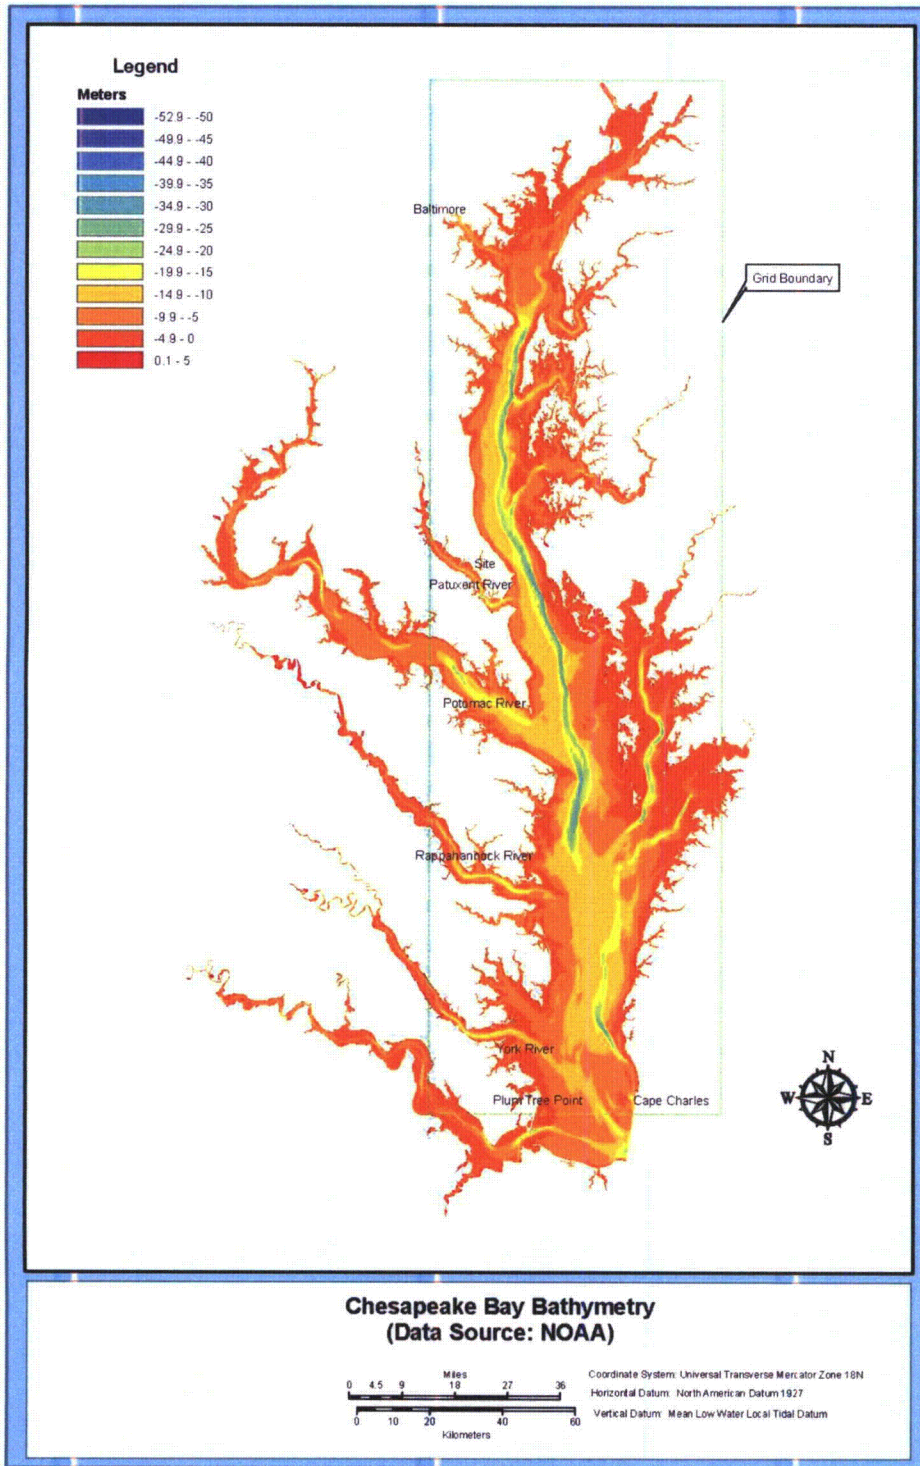 Legend
Meters
-52.9 - -50
-49.9 - -45
-44.9 - -40
-39.9 - -35
-34.9 - -30
-29.9 - -25
-24.9 - -20
-19.9 - -15
-14.9 - -10
-9.9 - -5
-4.9 - 0
0.1 - 5
Baltimore
Grid Boundary
Site
Patuxent River
Potomac River
Rappahannock River
York River
Plum Tree Point
Cape Charles
N
W E
S
Chesapeake Bay Bathymetry
(Data Source: NOAA)
Miles
0 4.5 9 18 27 36
0 10 20 40 60
Kilometers
Coordinate System: Universal Transverse Mercator Zone 18N
Horizontal Datum: North American Datum 1927
Vertical Datum: Mean Low Water Local Tidal Datum